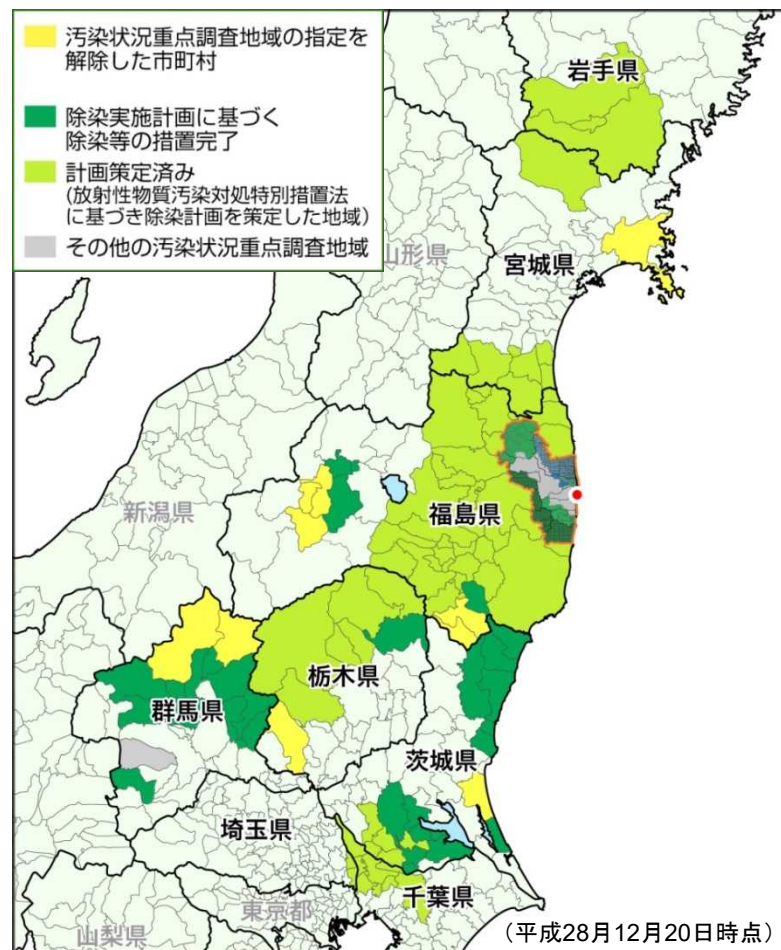 汚染状況重点調査地域の指定を
解除した市町村
除染実施計画に基づく
除染等の措置完了
計画策定済み
(放射性物質汚染対処特別措置法
に基づき除染計画を策定した地域)
その他の汚染状況重点調査地域
岩手県
山形県
宮城県
新潟県
福島県
栃木県
群馬県
茨城県
埼玉県
千葉県
東京都
山梨県
(平成28月12月20日時点)